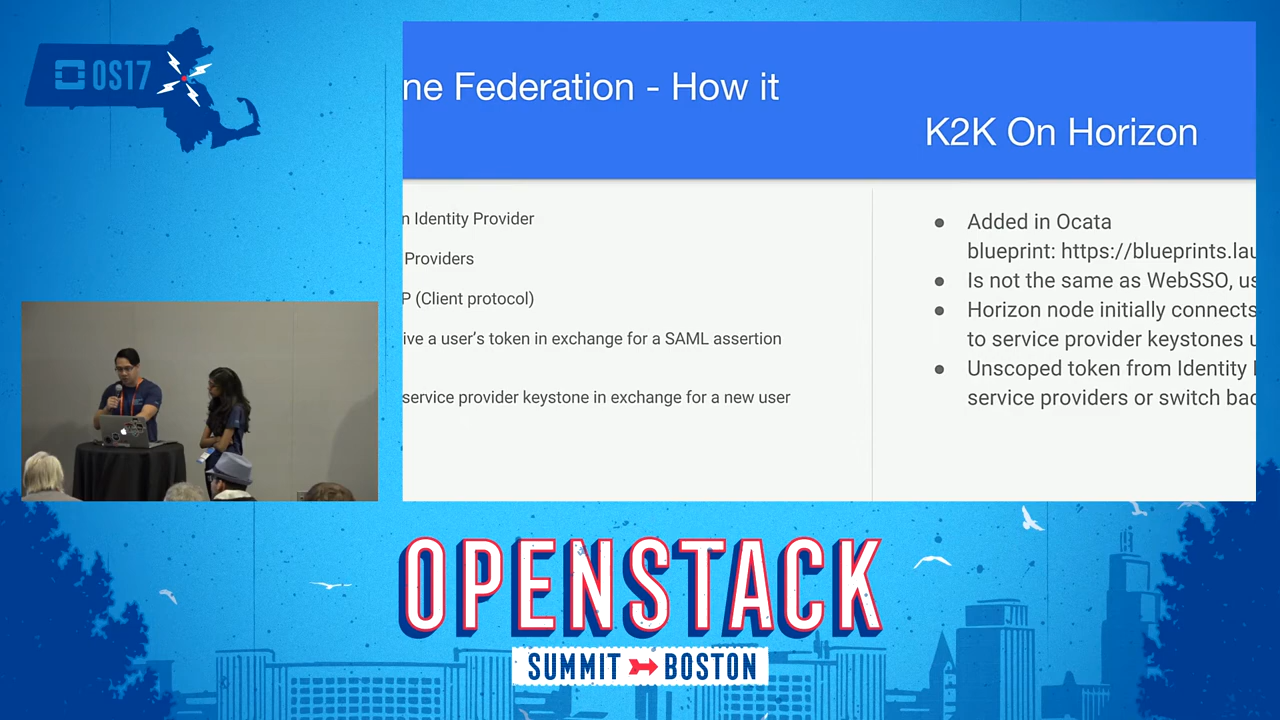 OS17
ne Federation - How it
n Identity Provider
Providers
P (Client protocol)
ive a user's token in exchange for a SAML assertion
service provider keystone in exchange for a new user
K2K On Horizon
● Added in Ocata
blueprint: https://blueprints.lau
● Is not the same as WebSSO, us
● Horizon node initially connects
to service provider keystones u
● Unscoped token from Identity
service providers or switch bac
OPENSTACK
SUMMIT BOSTON